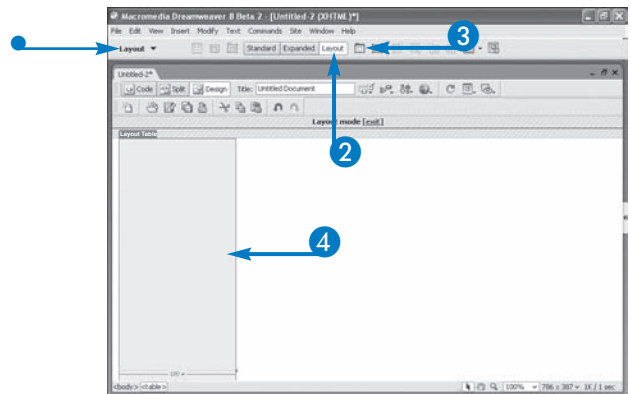 Macromedia Dreamweaver 8 Beta 2 - [Untitled-2 (XHTML)*]
File Edit View Insert Modify Text Commands Site Window Help
Layout Standard Expanded Layout 3
Untitled-2*
Code Split Design Title: Untitled Document
Layout mode [exit]
2
Layout Table
4
100
<body> <table> 100% 786 x 307 1K / 1 sec